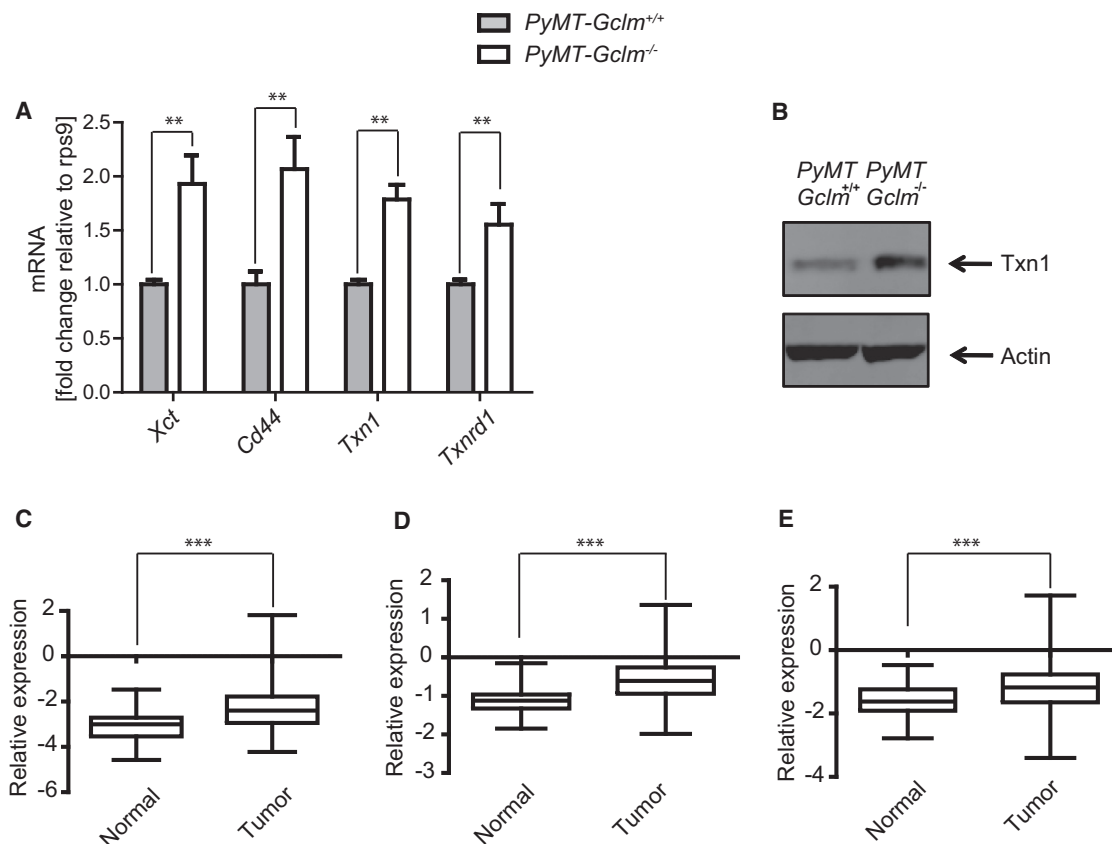 PyMT-Gclm+/+
PyMT-Gclm-/-
A
mRNA
[fold change relative to rps9]
2.5
2.0
1.5
1.0
0.5
0.0
**
**
**
**
Xct
Cd44
Txn1
Txnrd1
B
PyMT PyMT
Gclm+/+ Gclm-/-
Txn1
Actin
C
***
Relative expression
2
0
-2
-4
-6
Normal
Tumor
D
***
Relative expression
2
1
0
-1
-2
-3
Normal
Tumor
E
***
Relative expression
2
0
-2
-4
Normal
Tumor